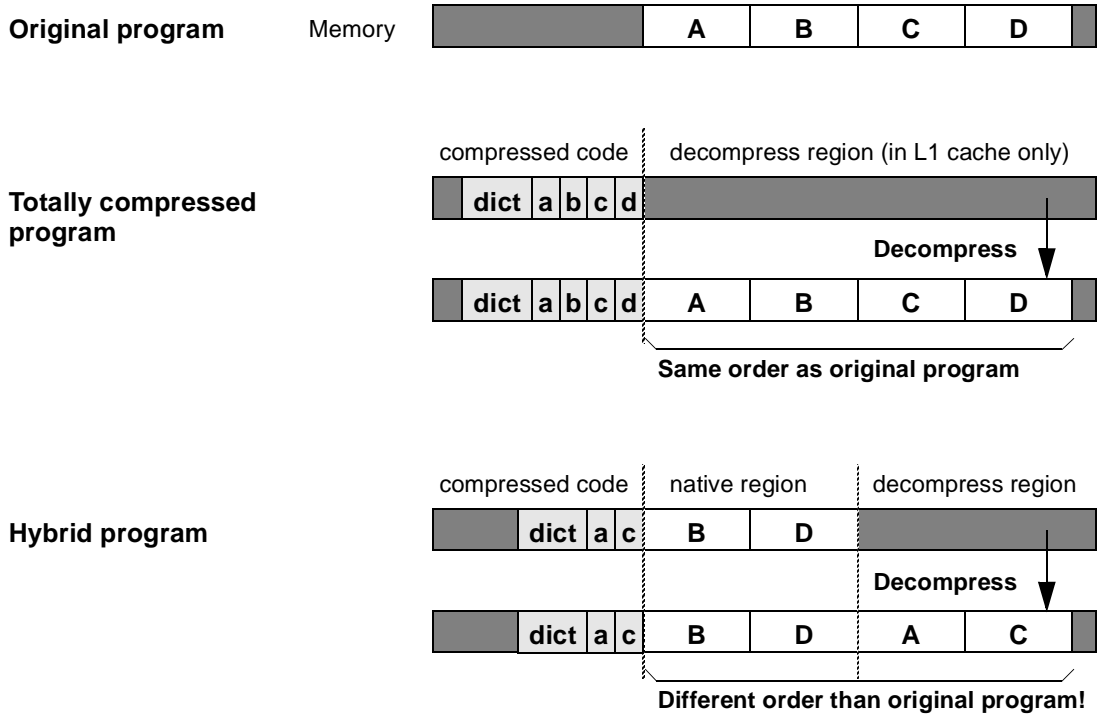 Original program Memory A B C D
compressed code decompress region (in L1 cache only)
Totally compressed program
dict a b c d
Decompress
dict a b c d A B C D
Same order as original program
compressed code native region decompress region
Hybrid program dict a c B D
Decompress
dict a c B D A C
Different order than original program!